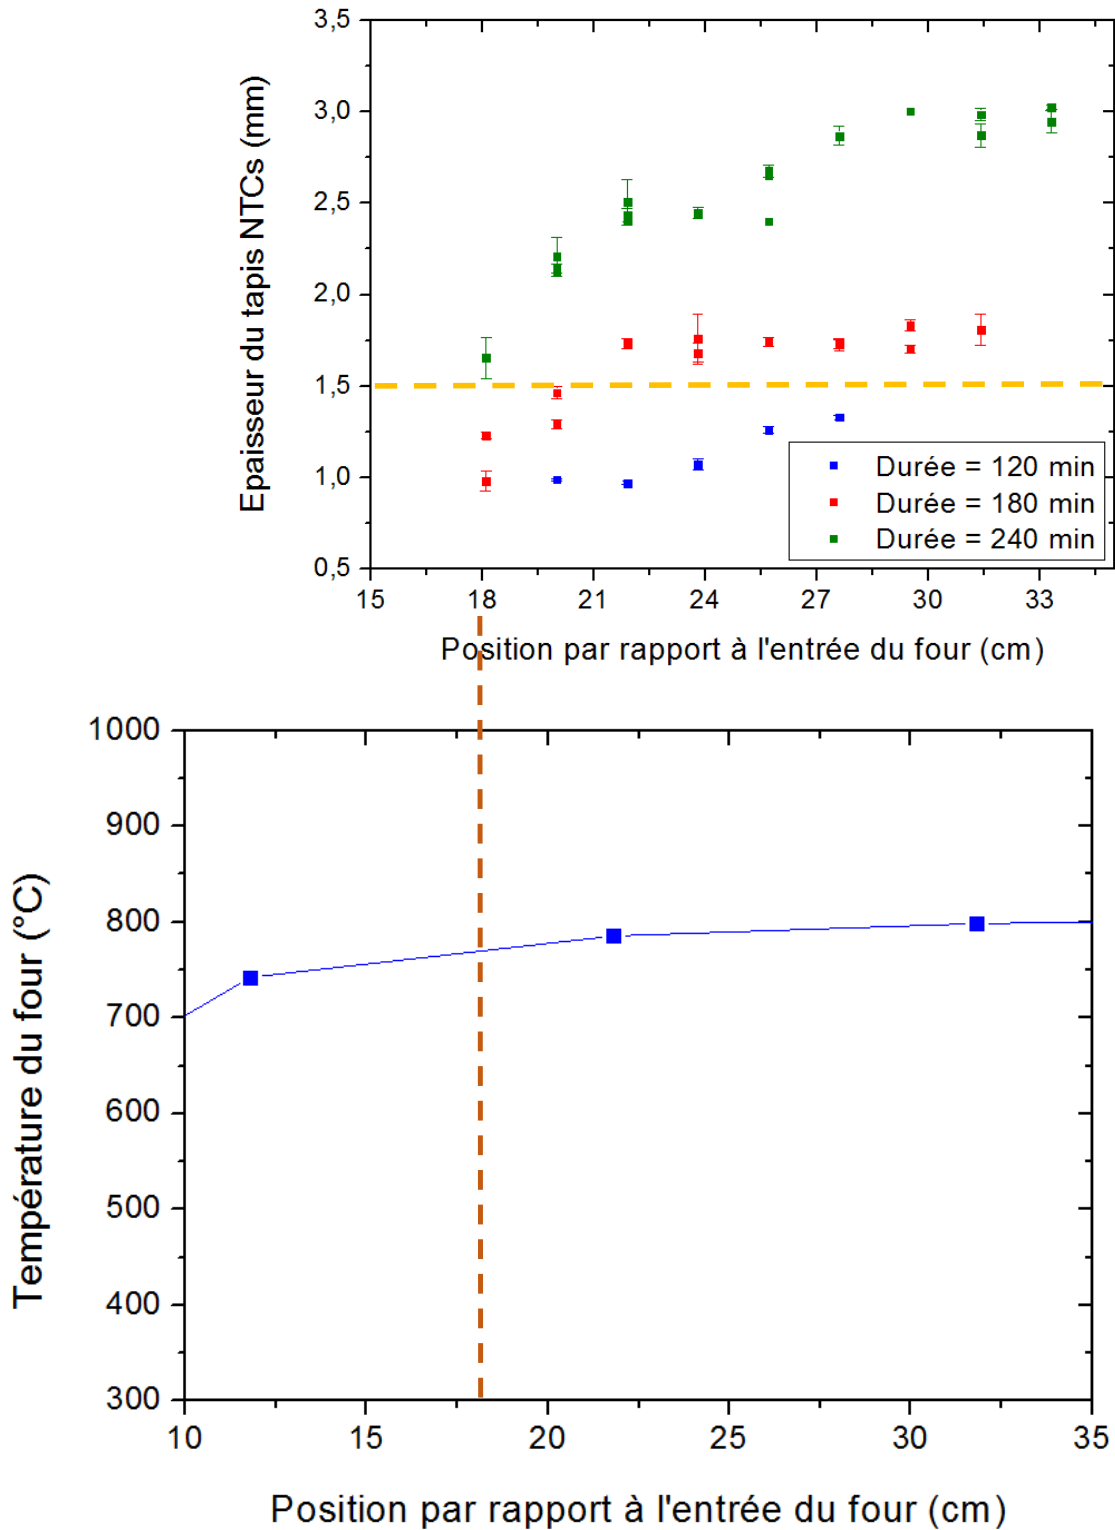 3,5
3,0
2,5
2,0
1,5
1,0
0,5
Epaisseur du tapis NTCs (mm)
Durée = 120 min
Durée = 180 min
Durée = 240 min
15 18 21 24 27 30 33
Position par rapport à l'entrée du four (cm)
1000
900
800
700
600
500
400
300
Température du four (°C)
10 15 20 25 30 35
Position par rapport à l'entrée du four (cm)